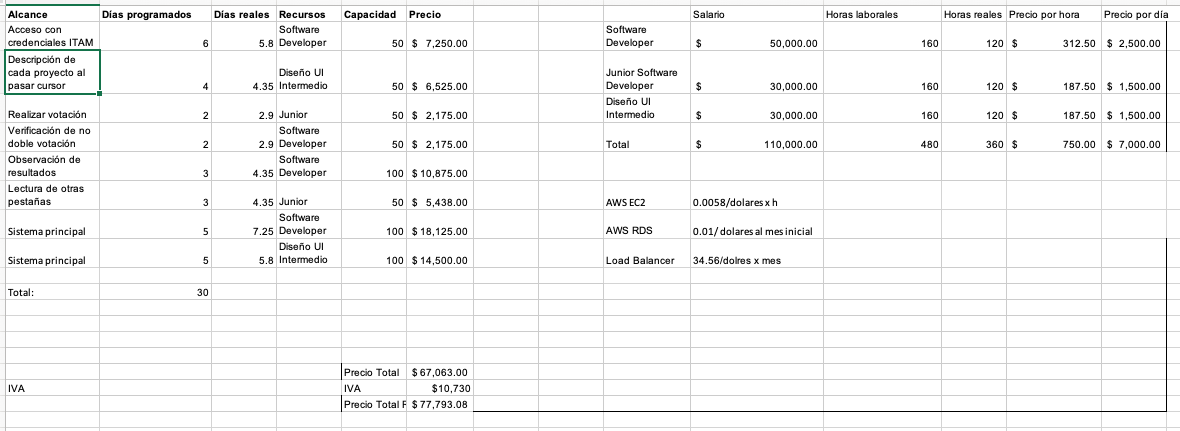 Alcance Días programados Días reales Recursos Capacidad Precio Salario Horas laborales Horas reales Precio por hora Precio por día
Acceso con credenciales ITAM 6 5.8 Software Developer 50 $ 7,250.00 Software Developer $ 50,000.00 160 120 $ 312.50 $ 2,500.00
Descripción de cada proyecto al pasar cursor 4 4.35 Diseño UI Intermedio 50 $ 6,525.00 Junior Software Developer $ 30,000.00 160 120 $ 187.50 $ 1,500.00
Realizar votación 2 2.9 Junior 50 $ 2,175.00 Diseño UI Intermedio $ 30,000.00 160 120 $ 187.50 $ 1,500.00
Verificación de no doble votación 2 2.9 Software Developer 50 $ 2,175.00 Total $ 110,000.00 480 360 $ 750.00 $ 7,000.00
Observación de resultados 3 4.35 Software Developer 100 $ 10,875.00
Lectura de otras pestañas 3 4.35 Junior 50 $ 5,438.00 AWS EC2 0.0058/dolares x h
Sistema principal 5 7.25 Software Developer 100 $ 18,125.00 AWS RDS 0.01/ dolares al mes inicial
Sistema principal 5 5.8 Diseño UI Intermedio 100 $ 14,500.00 Load Balancer 34.56/dolres x mes
Total: 30
Precio Total $ 67,063.00
IVA IVA $10,730
Precio Total F $ 77,793.08